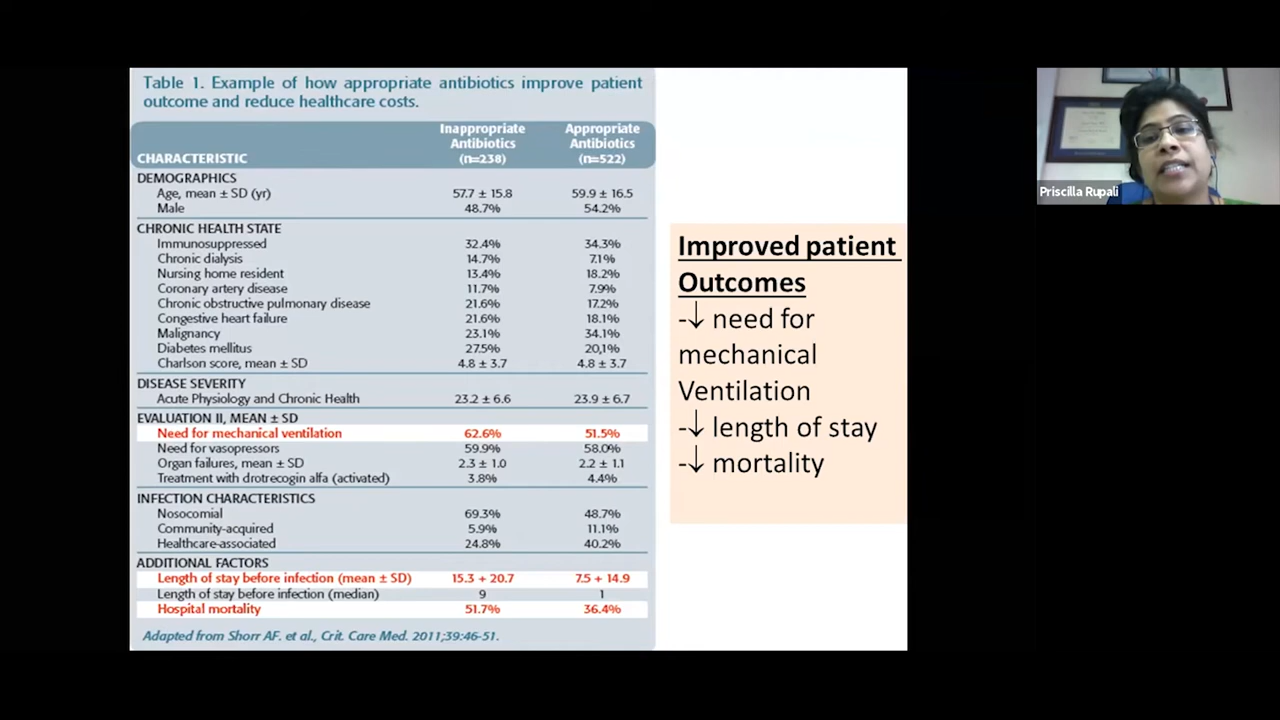 Table 1. Example of how appropriate antibiotics improve patient
outcome and reduce healthcare costs.
CHARACTERISTIC
Inappropriate
Antibiotics
(n=238)
Appropriate
Antibiotics
(n=522)
DEMOGRAPHICS
Age, mean ± SD (yr) 57.7 ± 15.8 59.9 ± 16.5
Male 48.7% 54.2%
CHRONIC HEALTH STATE
Immunosuppressed 32.4% 34.3%
Chronic dialysis 14.7% 7.1%
Nursing home resident 13.4% 18.2%
Coronary artery disease 11.7% 7.9%
Chronic obstructive pulmonary disease 21.6% 17.2%
Congestive heart failure 21.6% 18.1%
Malignancy 23.1% 34.1%
Diabetes mellitus 27.5% 20,1%
Charlson score, mean ± SD 4.8 ± 3.7 4.8 ± 3.7
DISEASE SEVERITY
Acute Physiology and Chronic Health 23.2 ± 6.6 23.9 ± 6.7
EVALUATION II, MEAN ± SD
Need for mechanical ventilation 62.6% 51.5%
Need for vasopressors 59.9% 58.0%
Organ failures, mean ± SD 2.3 ± 1.0 2.2 ± 1.1
Treatment with drotrecogin alfa (activated) 3.8% 4.4%
INFECTION CHARACTERISTICS
Nosocomial 69.3% 48.7%
Community-acquired 5.9% 11.1%
Healthcare-associated 24.8% 40.2%
ADDITIONAL FACTORS
Length of stay before infection (mean ± SD) 15.3 + 20.7 7.5 + 14.9
Length of stay before infection (median) 9 1
Hospital mortality 51.7% 36.4%
Adapted from Shorr AF. et al., Crit. Care Med. 2011;39:46-51.
Improved patient
Outcomes
-↓ need for
mechanical
Ventilation
-↓ length of stay
-↓ mortality
Priscilla Rupali